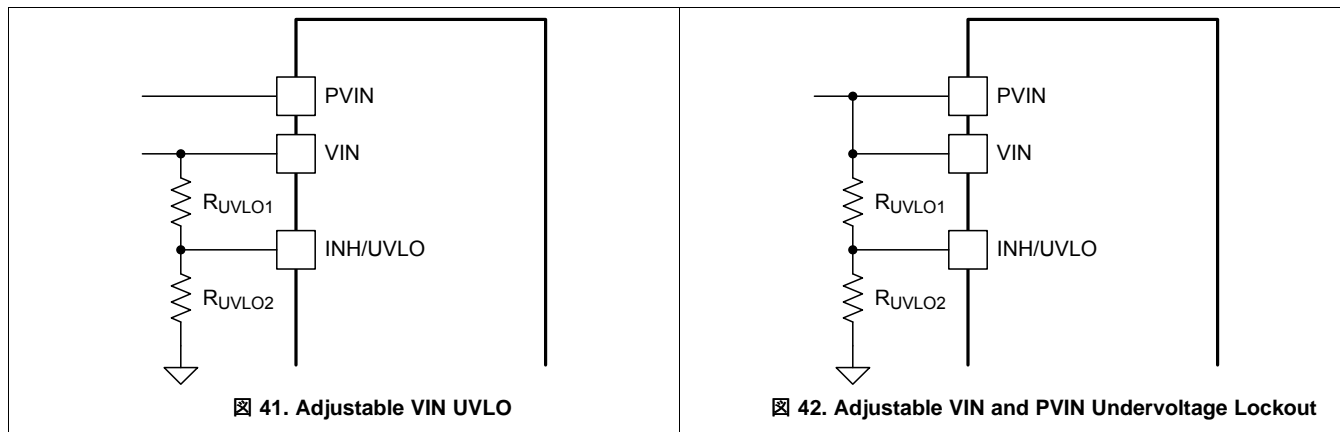 PVIN
VIN
RUVLO1
INH/UVLO
RUVLO2
図 41. Adjustable VIN UVLO
PVIN
VIN
RUVLO1
INH/UVLO
RUVLO2
図 42. Adjustable VIN and PVIN Undervoltage Lockout